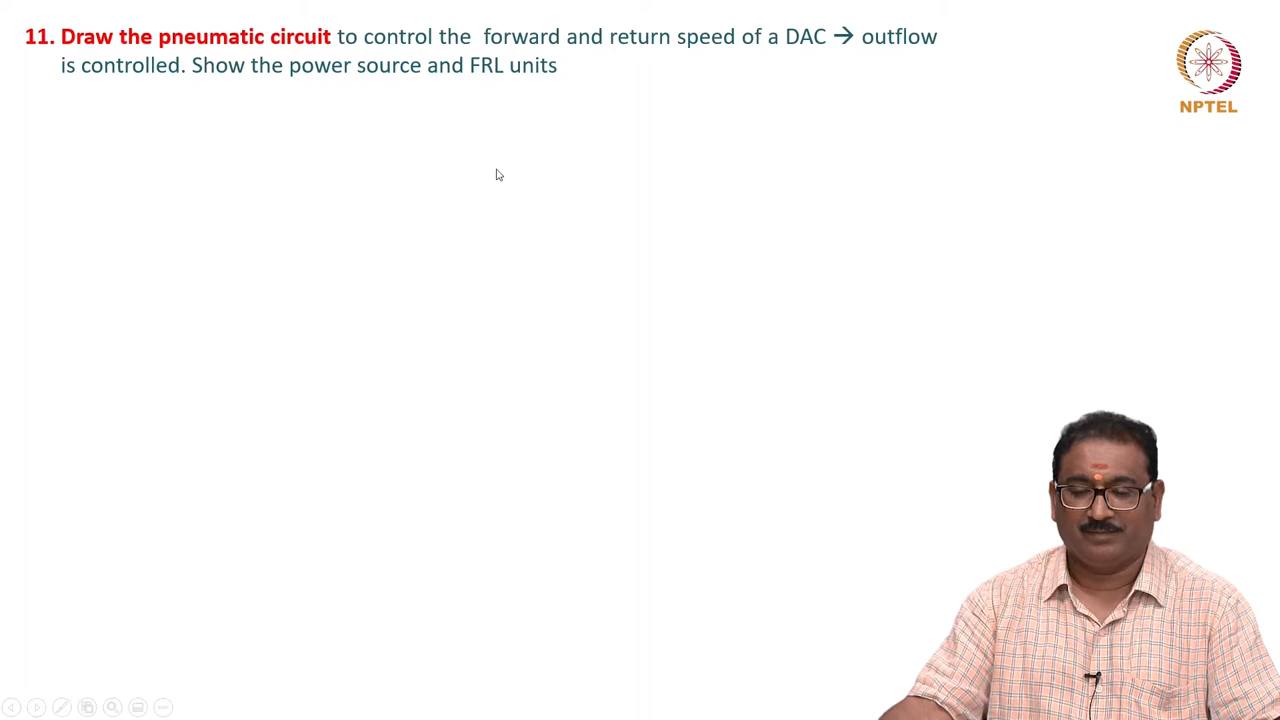 11. Draw the pneumatic circuit to control the forward and return speed of a DAC → outflow
is controlled. Show the power source and FRL units
NPTEL